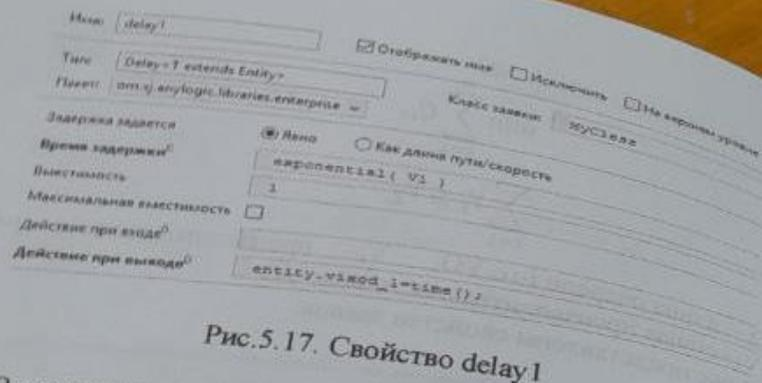 Имя: delay1 Отображать имя Исключить На верхнем уровне
Тип: Delay<T extends Entity> Класс заявки: MyClass
Пакет: om.xj.anylogic.libraries.enterprise
Задержка задается Явно Как длина пути/скорость
Время задержки exponential( V1 )
Вместимость 1
Максимальная вместимость
Действие при входе
Действие при выходе entity.vixod_1=time();
Рис.5.17. Свойство delay1